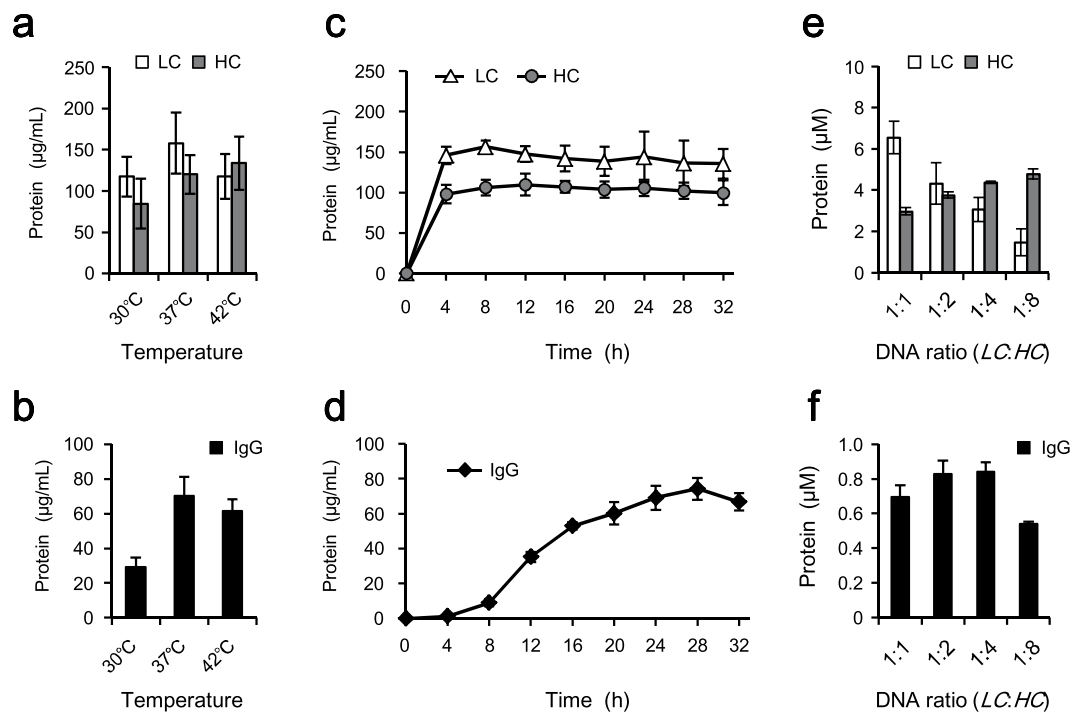 a
LC HC
Protein (µg/mL)
250
200
150
100
50
0
30°C 37°C 42°C
Temperature
c
LC HC
Protein (µg/mL)
250
200
150
100
50
0
0 4 8 12 16 20 24 28 32
Time (h)
e
LC HC
Protein (µM)
10
8
6
4
2
0
1:1 1:2 1:4 1:8
DNA ratio (LC:HC)
b
IgG
Protein (µg/mL)
100
80
60
40
20
0
30°C 37°C 42°C
Temperature
d
IgG
Protein (µg/mL)
100
80
60
40
20
0
0 4 8 12 16 20 24 28 32
Time (h)
f
IgG
Protein (µM)
1.0
0.8
0.6
0.4
0.2
0
1:1 1:2 1:4 1:8
DNA ratio (LC:HC)